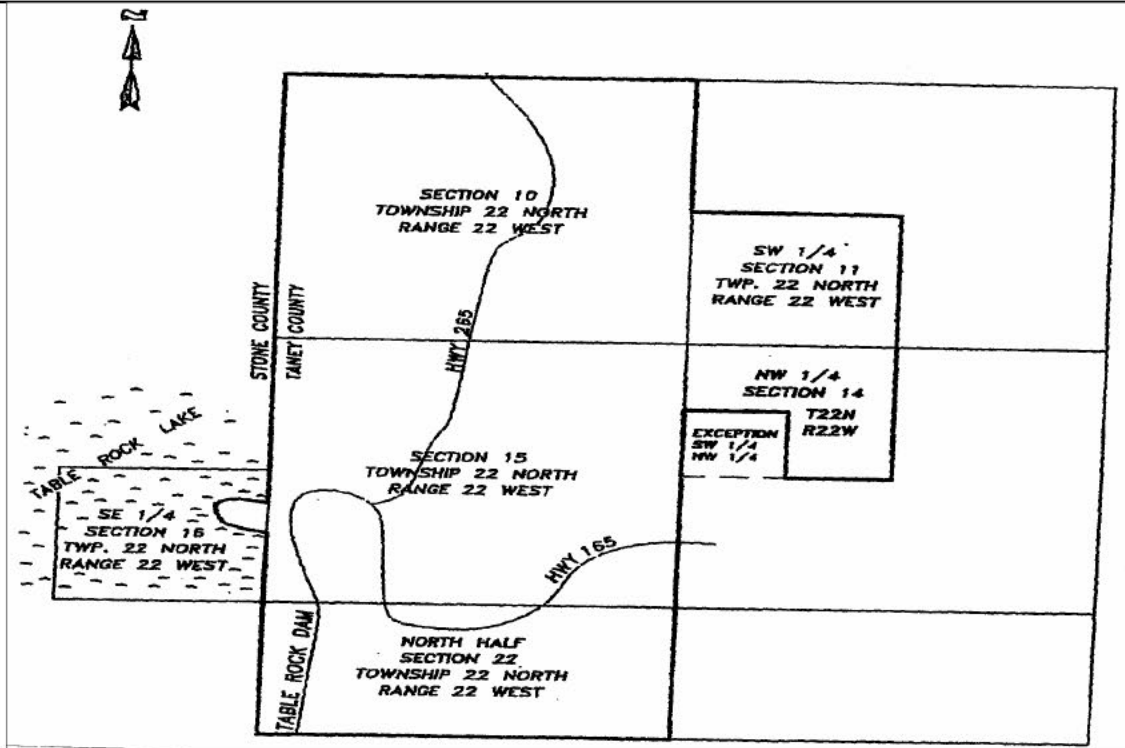 N
SECTION 10
TOWNSHIP 22 NORTH
RANGE 22 WEST
SW 1/4
SECTION 11
TWP. 22 NORTH
RANGE 22 WEST
STONE COUNTY
TANEY COUNTY
HWY 265
NW 1/4
SECTION 14
T22N
R22W
EXCEPTION
SW 1/4
NW 1/4
TABLE ROCK LAKE
SECTION 15
TOWNSHIP 22 NORTH
RANGE 22 WEST
SE 1/4
SECTION 16
TWP. 22 NORTH
RANGE 22 WEST
HWY 165
TABLE ROCK DAM
NORTH HALF
SECTION 22
TOWNSHIP 22 NORTH
RANGE 22 WEST